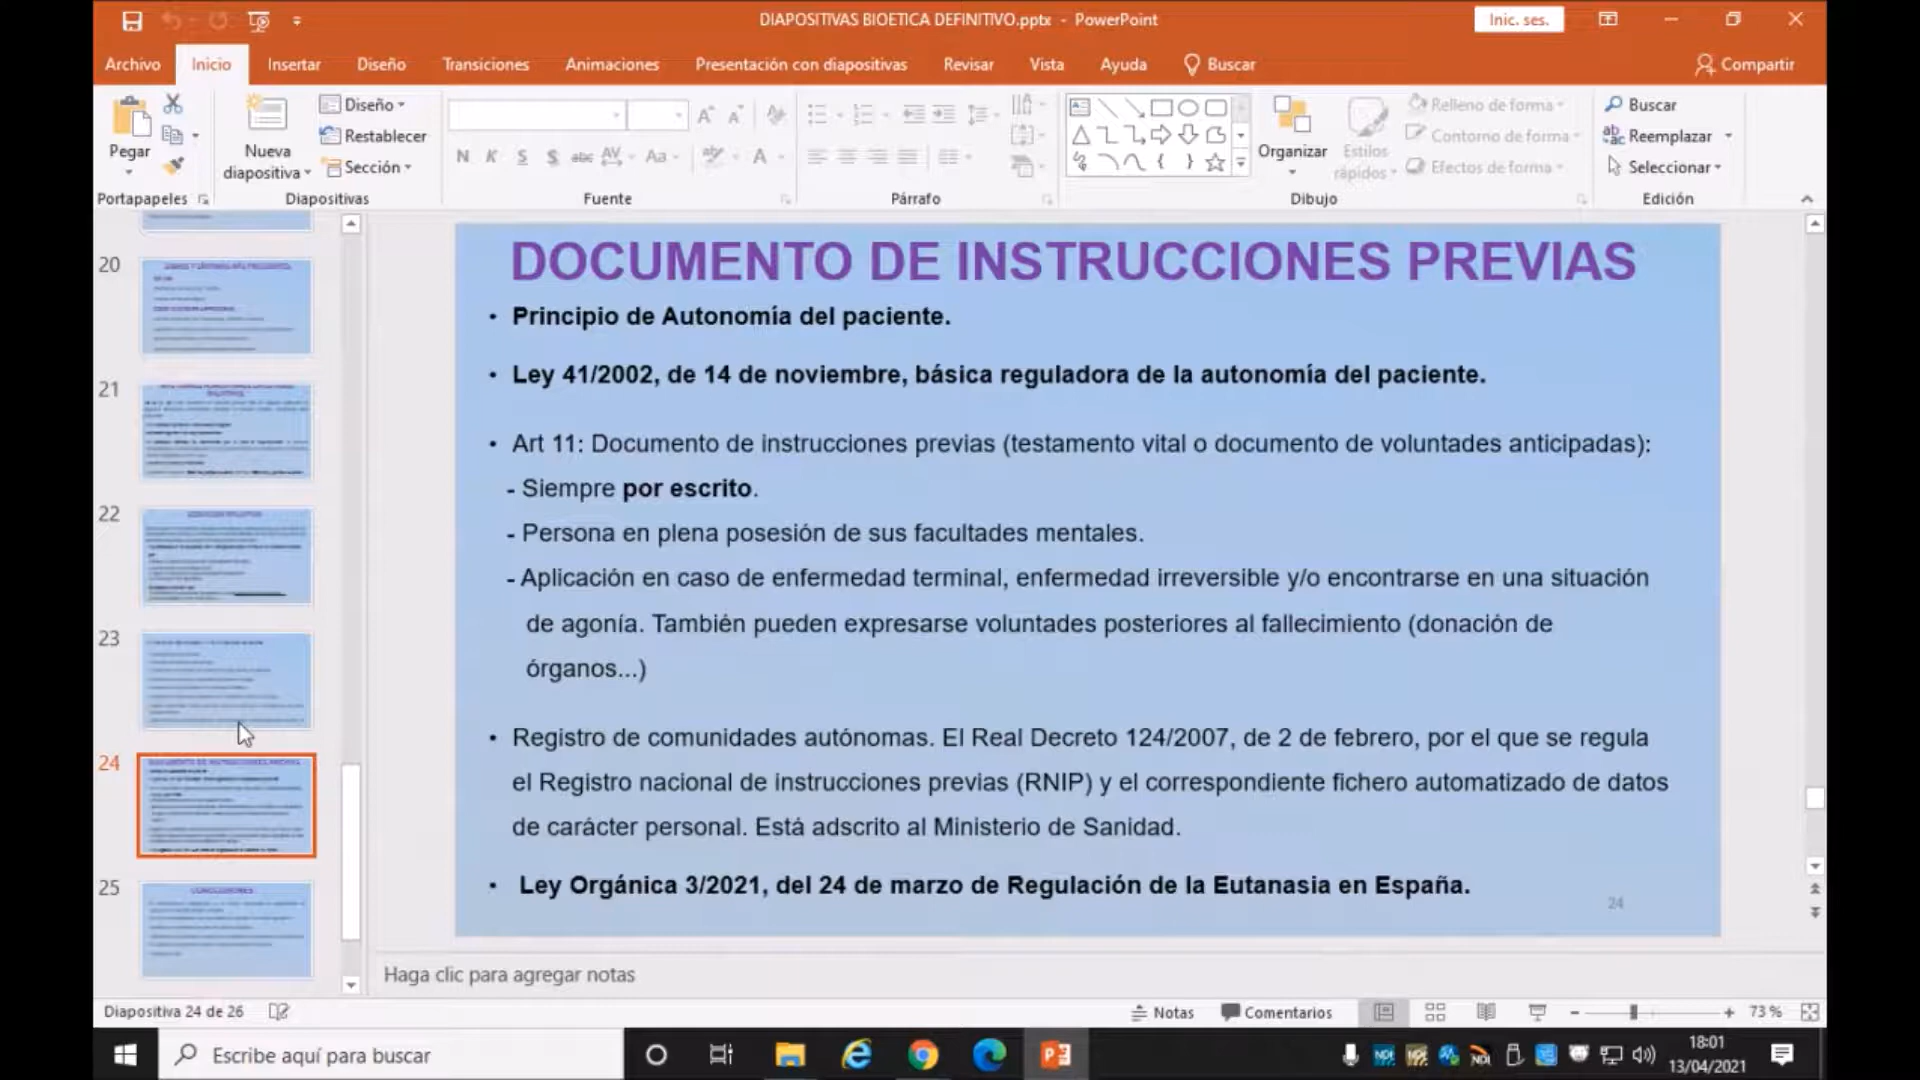 DIAPOSITIVAS BIOETICA DEFINITIVO.pptx - PowerPoint
Inic. ses.
Archivo Inicio Insertar Diseño Transiciones Animaciones Presentación con diapositivas Revisar Vista Ayuda Buscar Compartir
Pegar
Portapapeles
Nueva
diapositiva
Diseño
Restablecer
Sección
Diapositivas
N K S S abc AV Aa A
Fuente
Párrafo
Organizar
Estilos
rápidos
Relleno de forma
Contorno de forma
Efectos de forma
Dibujo
Buscar
Reemplazar
Seleccionar
Edición
20
21
22
23
24
25
CONCLUSIONES
DOCUMENTO DE INSTRUCCIONES PREVIAS
• Principio de Autonomía del paciente.
• Ley 41/2002, de 14 de noviembre, básica reguladora de la autonomía del paciente.
• Art 11: Documento de instrucciones previas (testamento vital o documento de voluntades anticipadas):
- Siempre por escrito.
- Persona en plena posesión de sus facultades mentales.
- Aplicación en caso de enfermedad terminal, enfermedad irreversible y/o encontrarse en una situación
de agonía. También pueden expresarse voluntades posteriores al fallecimiento (donación de
órganos...)
• Registro de comunidades autónomas. El Real Decreto 124/2007, de 2 de febrero, por el que se regula
el Registro nacional de instrucciones previas (RNIP) y el correspondiente fichero automatizado de datos
de carácter personal. Está adscrito al Ministerio de Sanidad.
• Ley Orgánica 3/2021, del 24 de marzo de Regulación de la Eutanasia en España.
24
Haga clic para agregar notas
Diapositiva 24 de 26
Notas Comentarios 73 %
Escribe aquí para buscar
18:01
13/04/2021